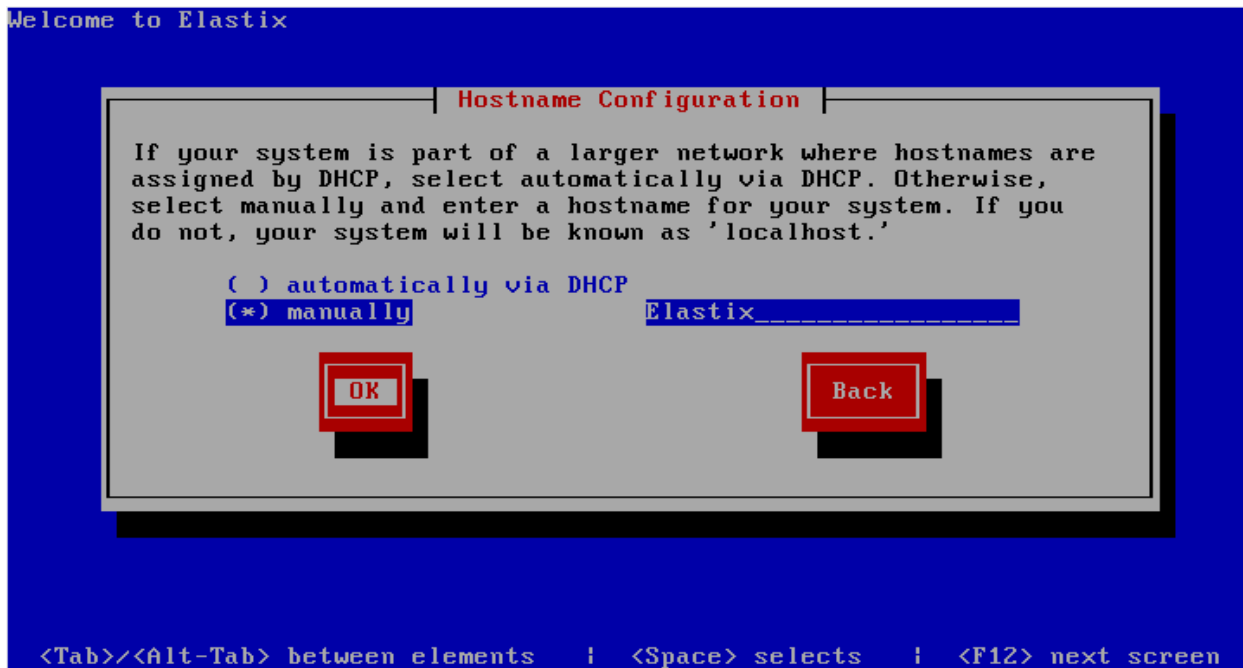 Welcome to Elastix
Hostname Configuration
If your system is part of a larger network where hostnames are
assigned by DHCP, select automatically via DHCP. Otherwise,
select manually and enter a hostname for your system. If you
do not, your system will be known as 'localhost.'
( ) automatically via DHCP
(*) manually Elastix_________________
OK Back
<Tab>/<Alt-Tab> between elements | <Space> selects | <F12> next screen